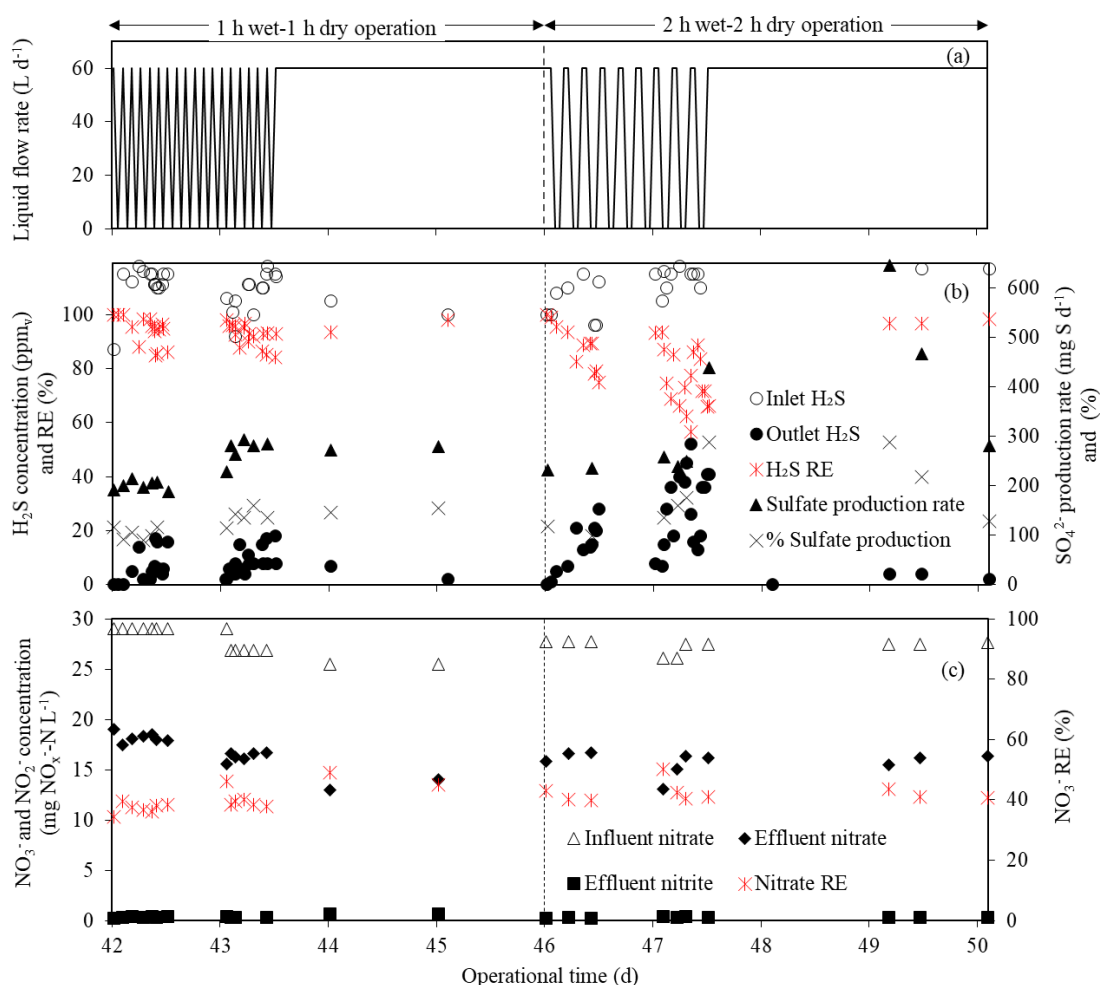 1 h wet-1 h dry operation
2 h wet-2 h dry operation
(a)
Liquid flow rate (L d⁻¹)
60
40
20
0
(b)
H₂S concentration (ppmᵥ)
and RE (%)
100
80
60
40
20
0
SO₄²⁻ production rate (mg S d⁻¹)
and (%)
600
500
400
300
200
100
0
Inlet H₂S
Outlet H₂S
H₂S RE
Sulfate production rate
% Sulfate production
(c)
NO₃⁻ and NO₂⁻ concentration
(mg NOₓ⁻-N L⁻¹)
30
25
20
15
10
5
0
NO₃⁻ RE (%)
100
80
60
40
20
0
Influent nitrate
Effluent nitrate
Effluent nitrite
Nitrate RE
42 43 44 45 46 47 48 49 50
Operational time (d)